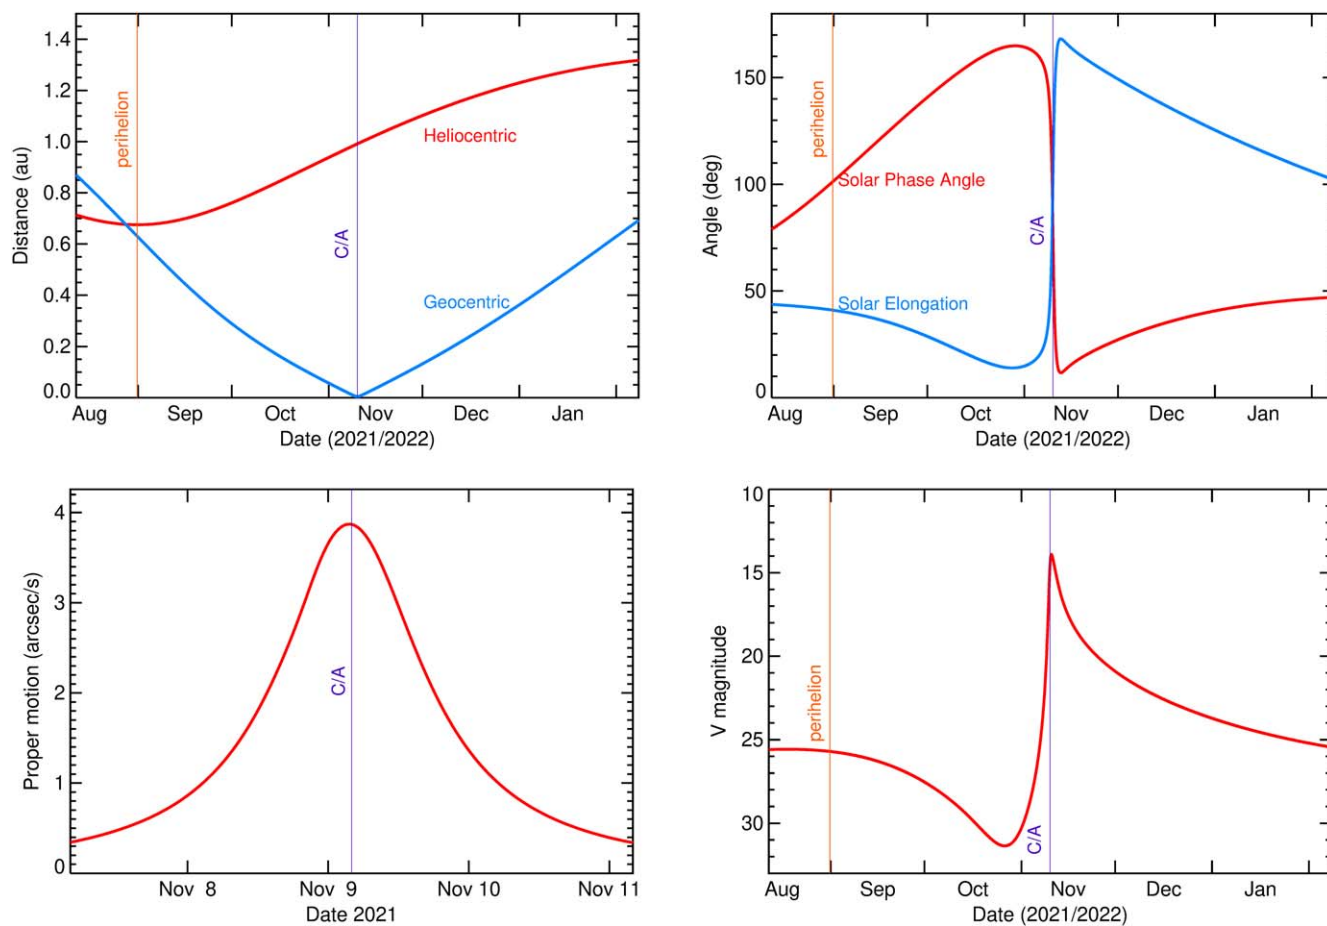 1.4
1.2
1.0
0.8
0.6
0.4
0.2
0.0
Distance (au)
perihelion
Heliocentric
C/A
Geocentric
Aug Sep Oct Nov Dec Jan
Date (2021/2022)
150
100
50
0
Angle (deg)
perihelion
Solar Phase Angle
C/A
Solar Elongation
Aug Sep Oct Nov Dec Jan
Date (2021/2022)
4
3
2
1
0
Proper motion (arcsec/s)
C/A
Nov 8 Nov 9 Nov 10 Nov 11
Date 2021
10
15
20
25
30
V magnitude
perihelion
C/A
Aug Sep Oct Nov Dec Jan
Date (2021/2022)